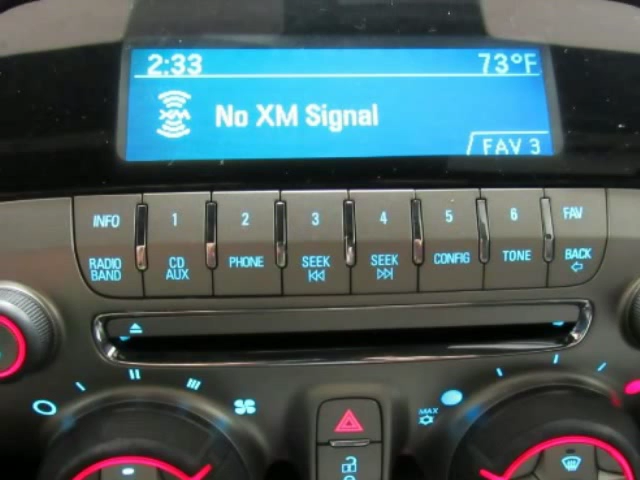 2:33 73°F
XM No XM Signal
FAV 3
INFO 1 2 3 4 5 6 FAV
RADIO BAND CD AUX PHONE SEEK SEEK CONFIG TONE BACK
MAX